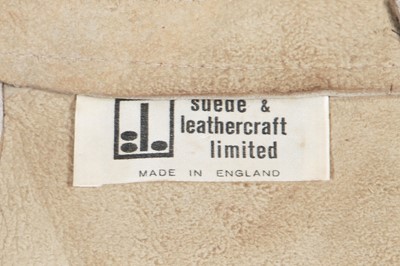 suede &
leathercraft
limited
MADE IN ENGLAND